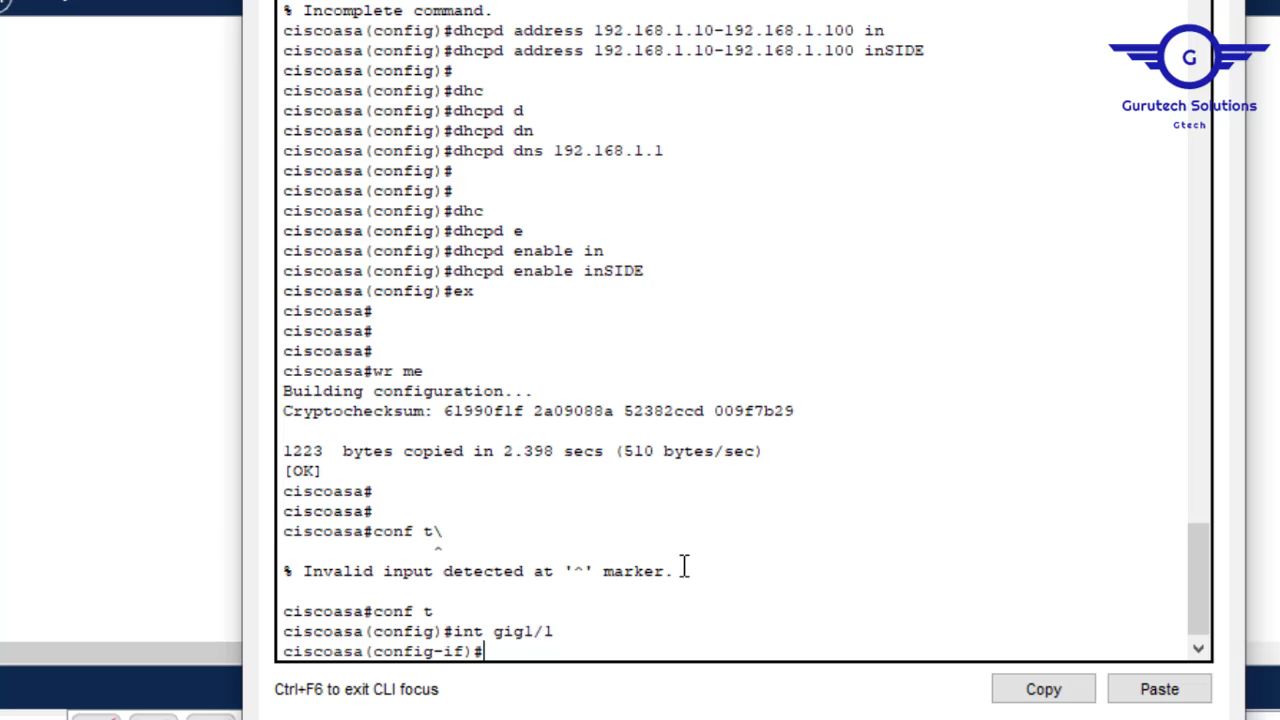 % Incomplete command.
ciscoasa(config)#dhcpd address 192.168.1.10-192.168.1.100 in
ciscoasa(config)#dhcpd address 192.168.1.10-192.168.1.100 inSIDE
ciscoasa(config)#
ciscoasa(config)#dhc
ciscoasa(config)#dhcpd d
ciscoasa(config)#dhcpd dn
ciscoasa(config)#dhcpd dns 192.168.1.1
ciscoasa(config)#
ciscoasa(config)#
ciscoasa(config)#dhc
ciscoasa(config)#dhcpd e
ciscoasa(config)#dhcpd enable in
ciscoasa(config)#dhcpd enable inSIDE
ciscoasa(config)#ex
ciscoasa#
ciscoasa#
ciscoasa#
ciscoasa#wr me
Building configuration...
Cryptochecksum: 61990f1f 2a09088a 52382ccd 009f7b29
1223 bytes copied in 2.398 secs (510 bytes/sec)
[OK]
ciscoasa#
ciscoasa#
ciscoasa#conf t\
^
% Invalid input detected at '^' marker.
ciscoasa#conf t
ciscoasa(config)#int gig1/1
ciscoasa(config-if)#
Ctrl+F6 to exit CLI focus
Copy
Paste
G
Gurutech Solutions
Gtech